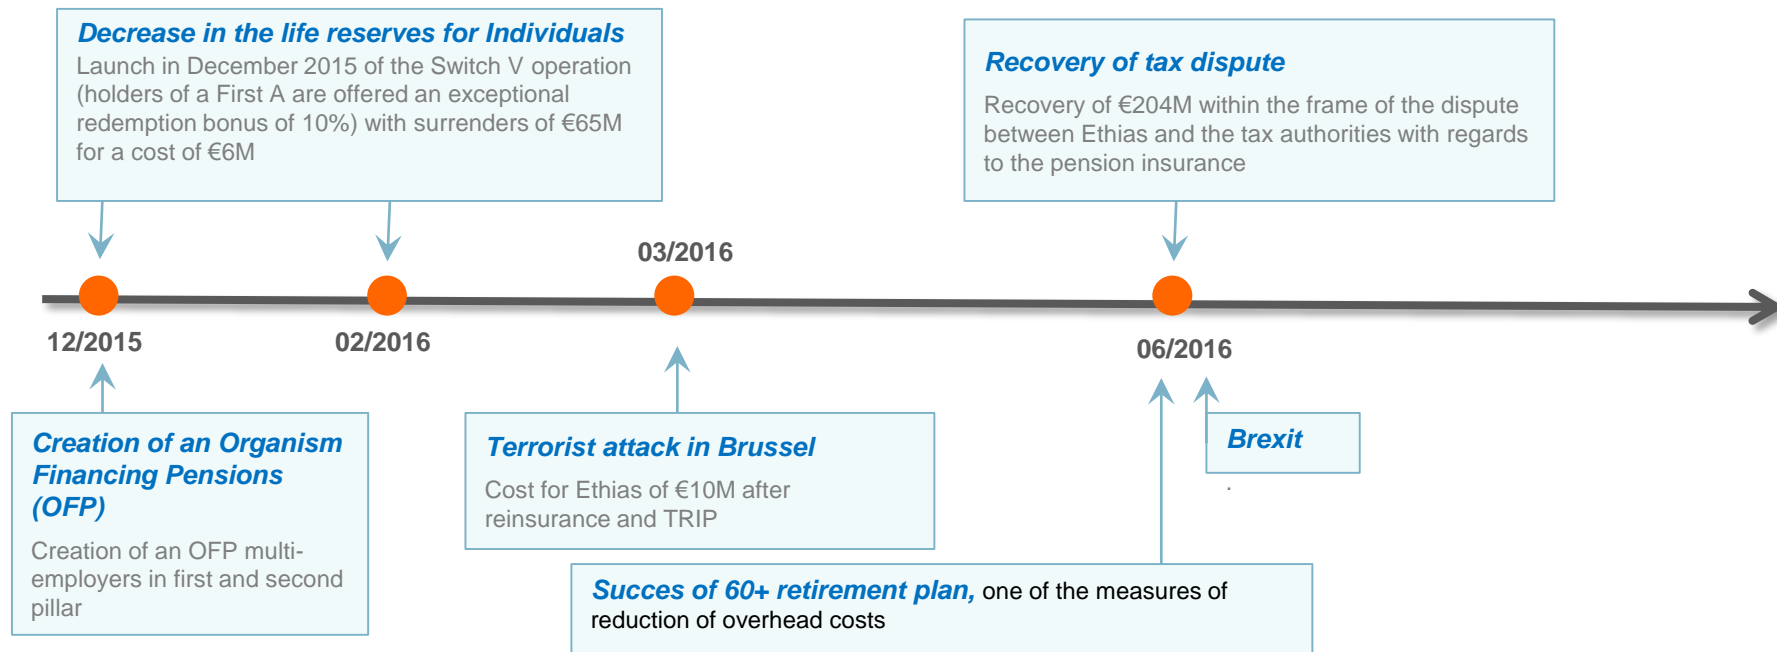 Decrease in the life reserves for Individuals
Launch in December 2015 of the Switch V operation
(holders of a First A are offered an exceptional
redemption bonus of 10%) with surrenders of €65M
for a cost of €6M
Recovery of tax dispute
Recovery of €204M within the frame of the dispute
between Ethias and the tax authorities with regards
to the pension insurance
03/2016
12/2015
02/2016
06/2016
Creation of an Organism
Financing Pensions
(OFP)
Creation of an OFP multi-
employers in first and second
pillar
Terrorist attack in Brussel
Cost for Ethias of €10M after
reinsurance and TRIP
Brexit
.
Succes of 60+ retirement plan, one of the measures of
reduction of overhead costs